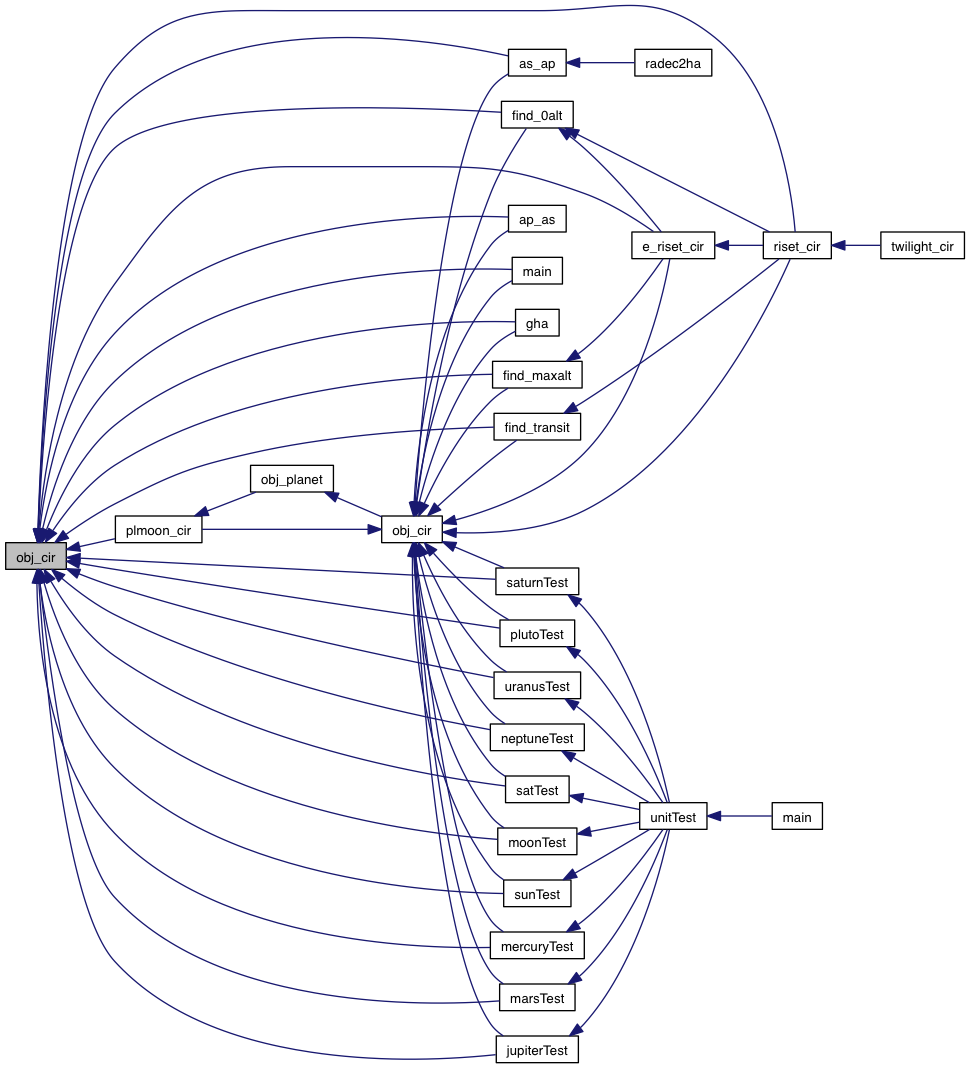 as_ap
radec2ha
find_0alt
ap_as
e_riset_cir
riset_cir
twilight_cir
main
gha
find_maxalt
find_transit
obj_planet
plmoon_cir
obj_cir
obj_cir
saturnTest
plutoTest
uranusTest
neptuneTest
satTest
unitTest
main
moonTest
sunTest
mercuryTest
marsTest
jupiterTest